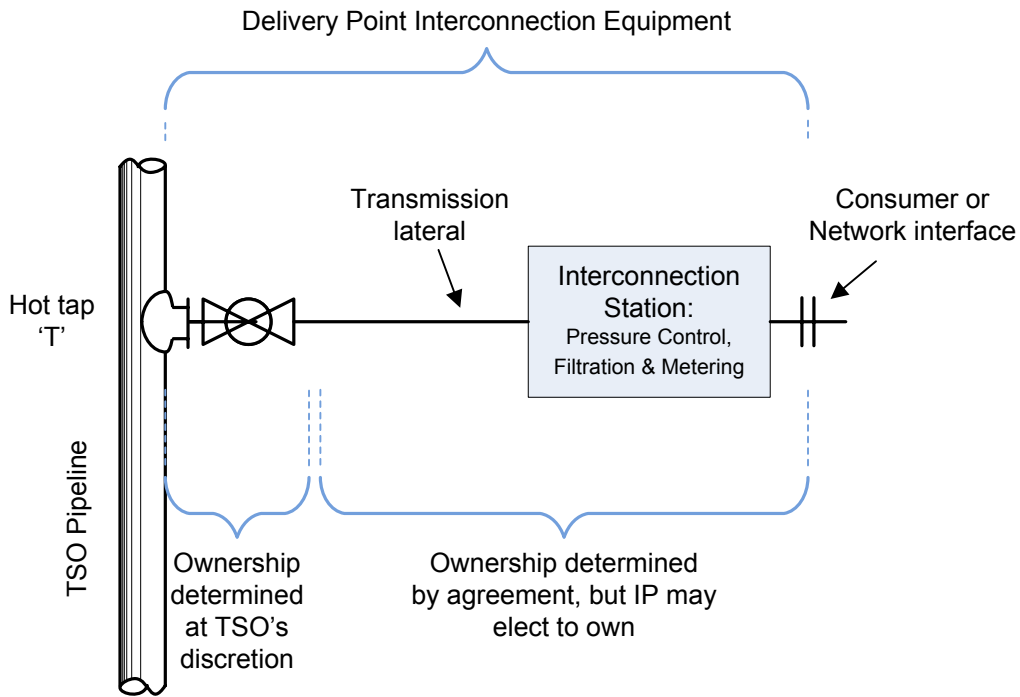 Delivery Point Interconnection Equipment
Transmission
lateral
Consumer or
Network interface
Hot tap
‘T’
Interconnection
Station:
Pressure Control,
Filtration & Metering
TSO Pipeline
Ownership
determined
at TSO’s
discretion
Ownership determined
by agreement, but IP may
elect to own